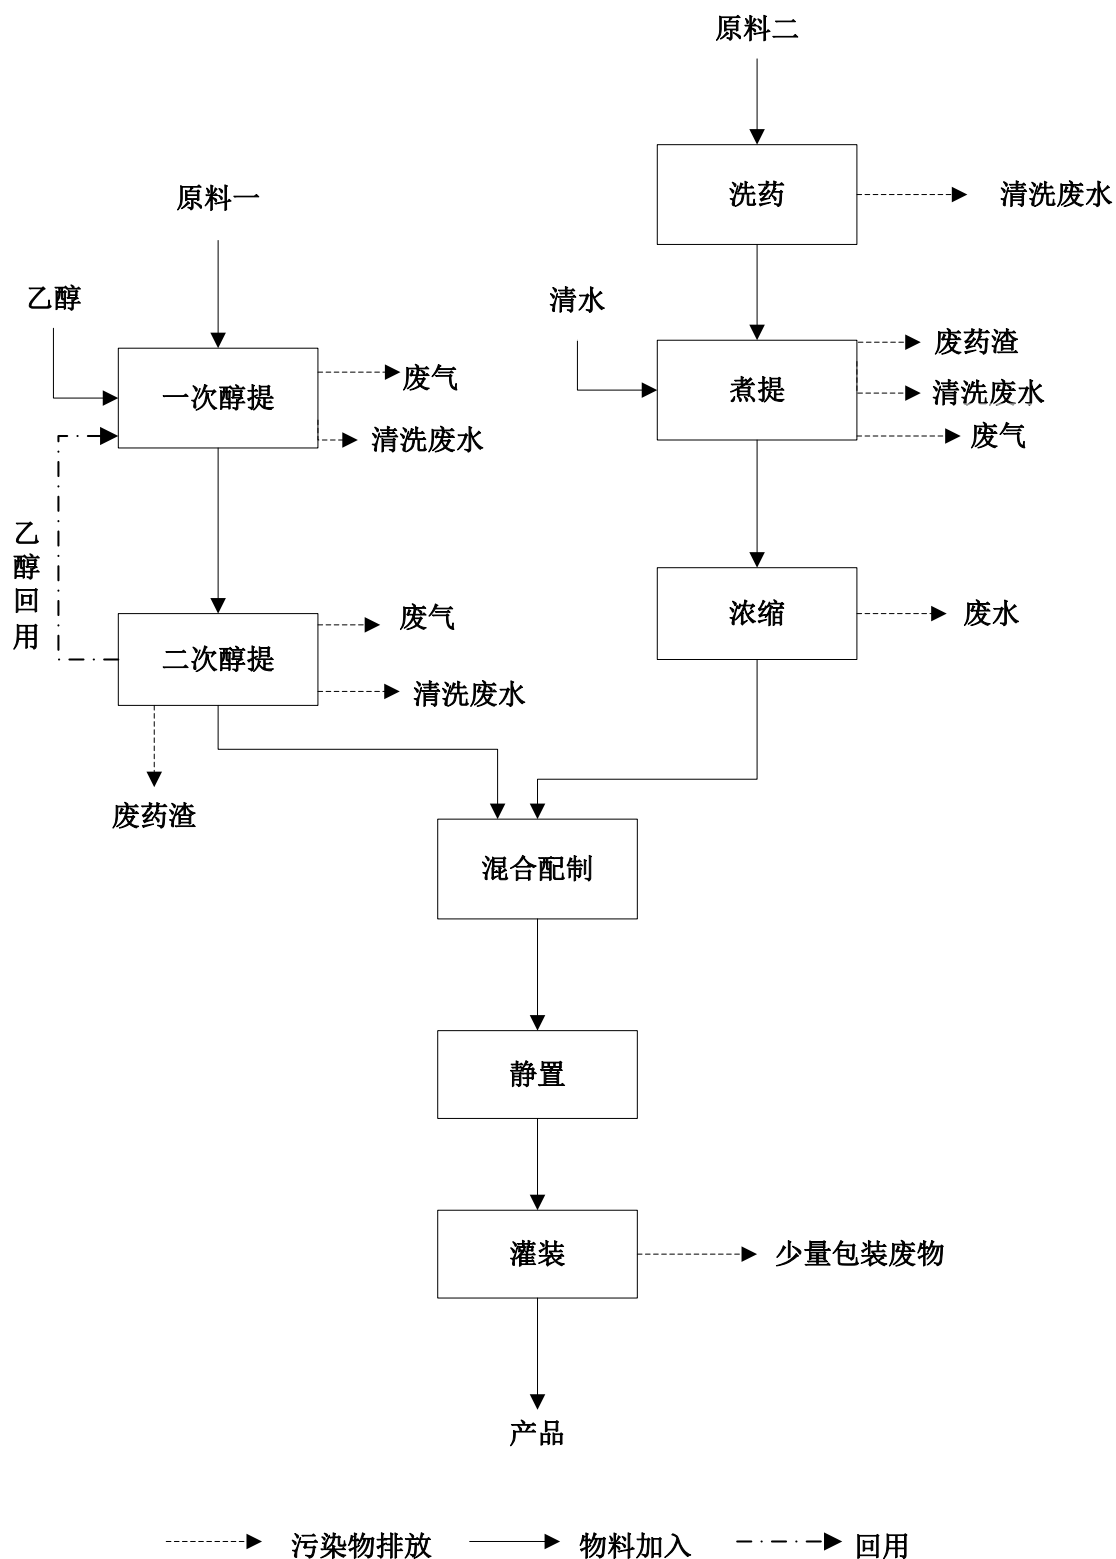 原料二
洗药
清洗废水
原料一
乙醇
清水
废药渣
一次醇提
废气
煮提
清洗废水
清洗废水
废气
乙醇回用
二次醇提
废气
清洗废水
浓缩
废水
废药渣
混合配制
静置
灌装
少量包装废物
产品
污染物排放
物料加入
回用